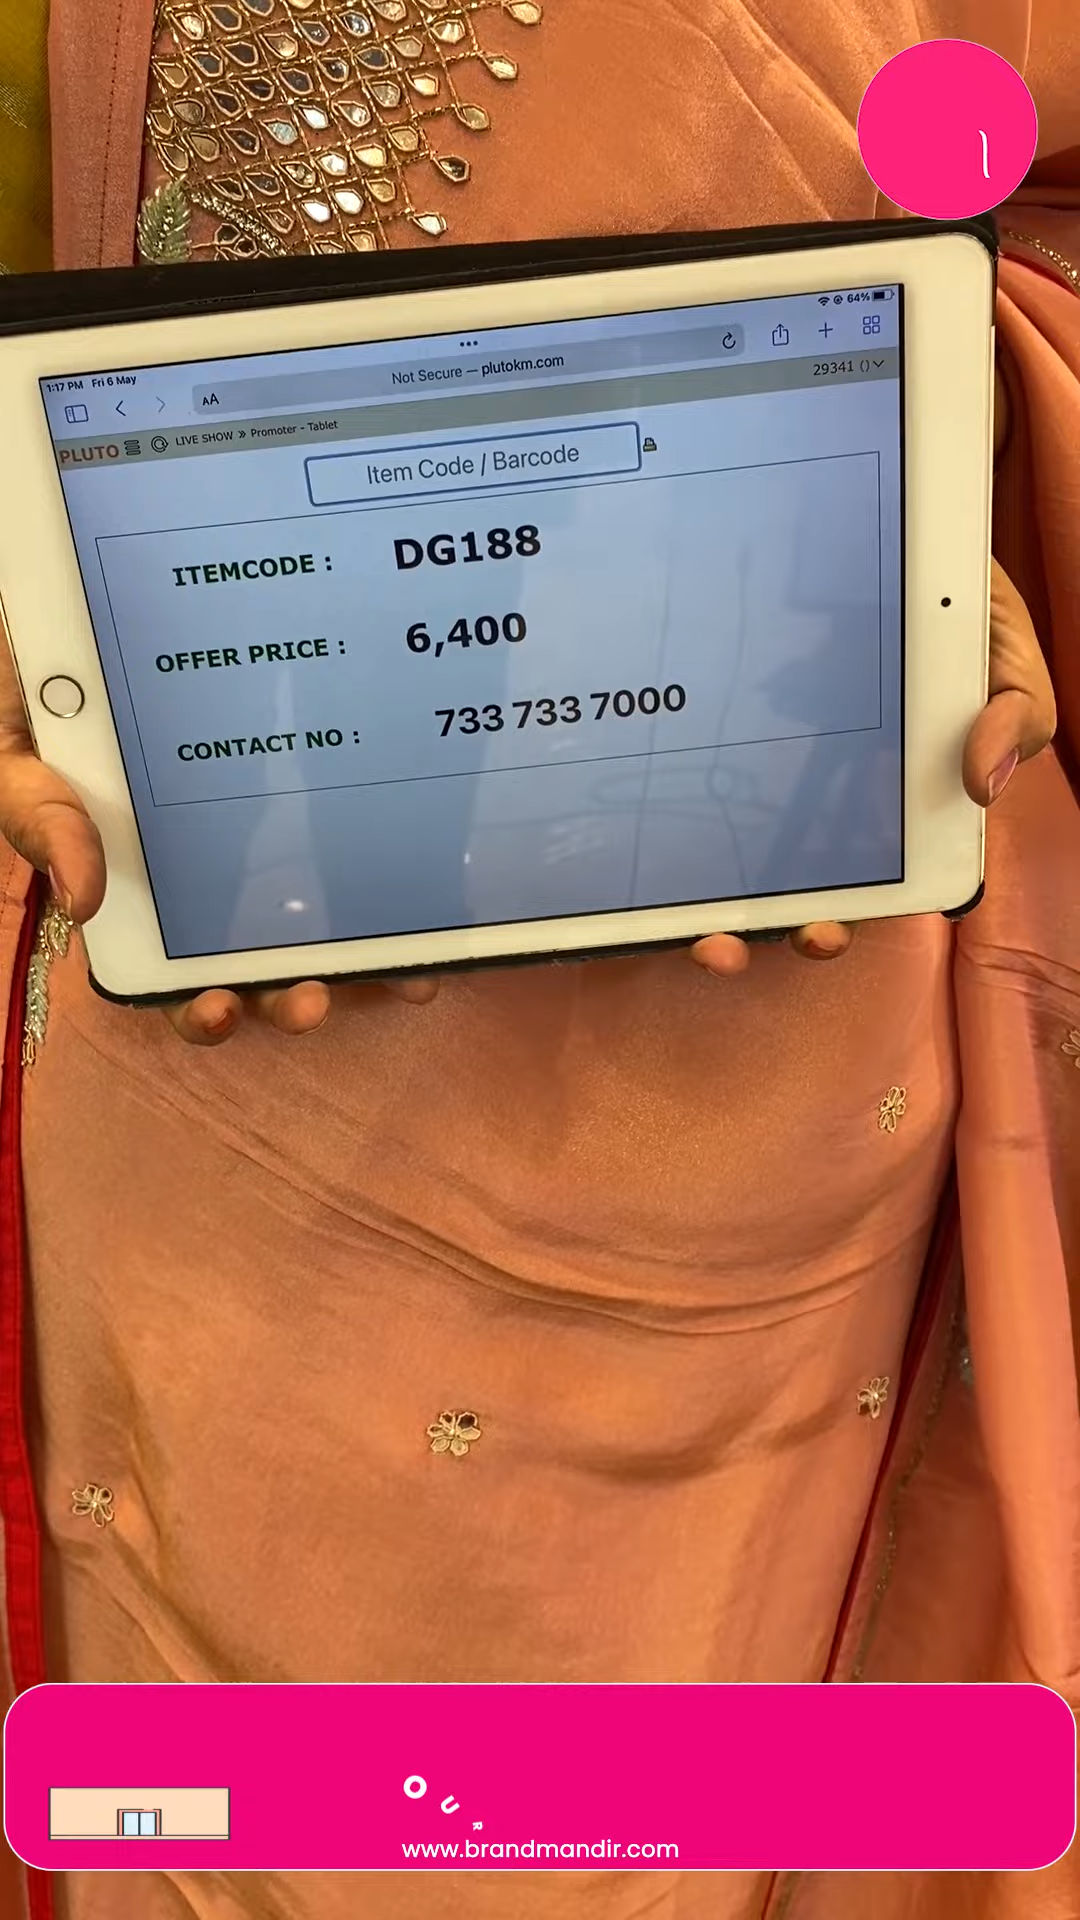 1:17 PM Fri 6 May
64%
AA
Not Secure — plutokm.com
PLUTO
LIVE SHOW » Promoter - Tablet
29341 ()
Item Code / Barcode
ITEMCODE : DG188
OFFER PRICE : 6,400
CONTACT NO : 733 733 7000
OUR
www.brandmandir.com